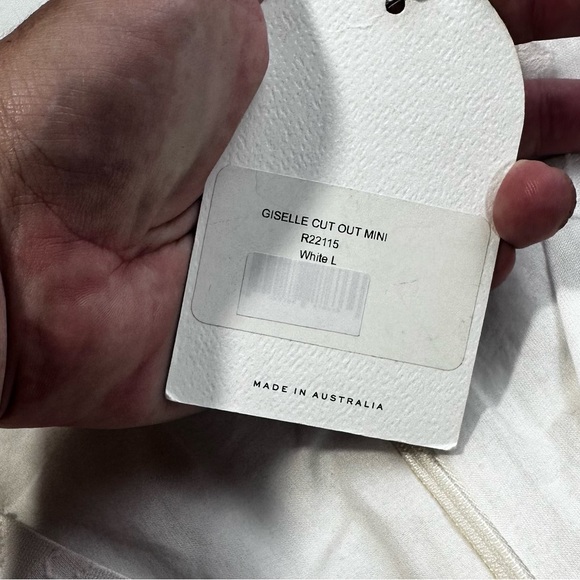 GISELLE CUT OUT MINI
R22115
White L
MADE IN AUSTRALIA